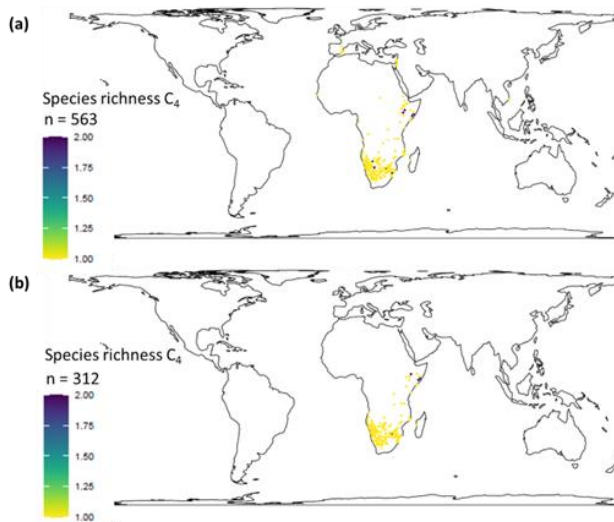 (a)
Species richness C₄
n = 563
2.00
1.75
1.50
1.25
1.00
(b)
Species richness C₄
n = 312
2.00
1.75
1.50
1.25
1.00